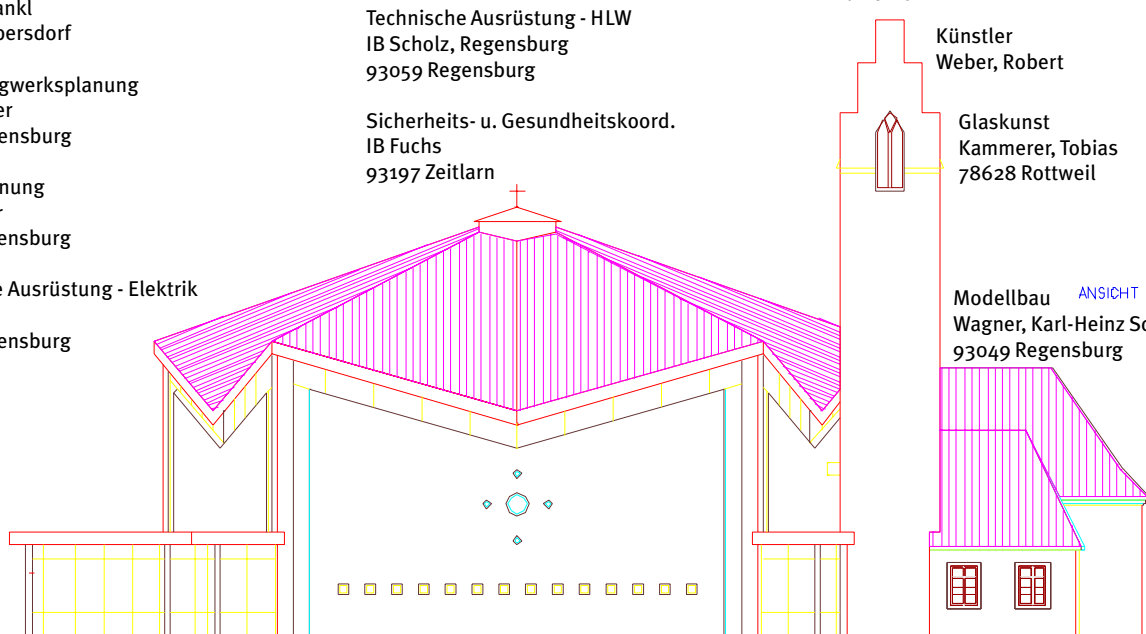 ankl
bersdorf
gwerksplanung
er
ensburg
nung
r
ensburg
e Ausrüstung - Elektrik
ensburg
Technische Ausrüstung - HLW
IB Scholz, Regensburg
93059 Regensburg
Sicherheits- u. Gesundheitskoord.
IB Fuchs
93197 Zeitlarn
Künstler
Weber, Robert
Glaskunst
Kammerer, Tobias
78628 Rottweil
Modellbau
ANSICHT
Wagner, Karl-Heinz
93049 Regensburg